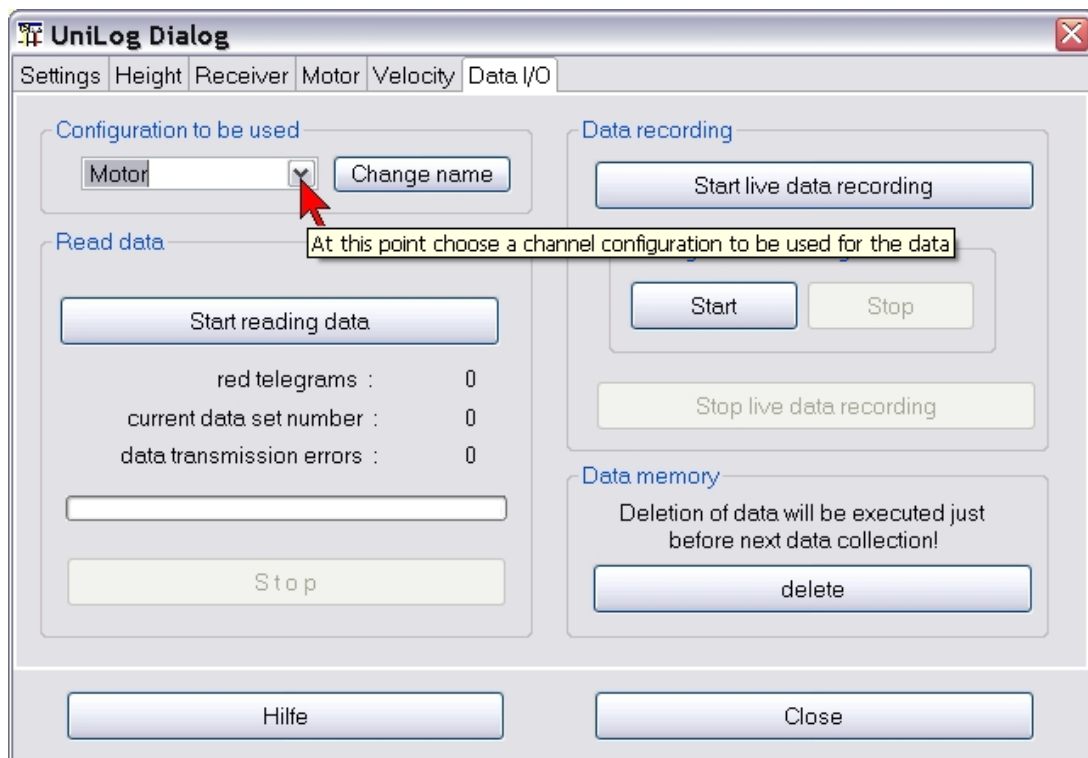 UniLog Dialog
Settings Height Receiver Motor Velocity Data I/O
Configuration to be used
Motor
Change name
At this point choose a channel configuration to be used for the data
Read data
Start reading data
red telegrams : 0
current data set number : 0
data transmission errors : 0
Stop
Data recording
Start live data recording
Start
Stop
Stop live data recording
Data memory
Deletion of data will be executed just
before next data collection!
delete
Hilfe
Close